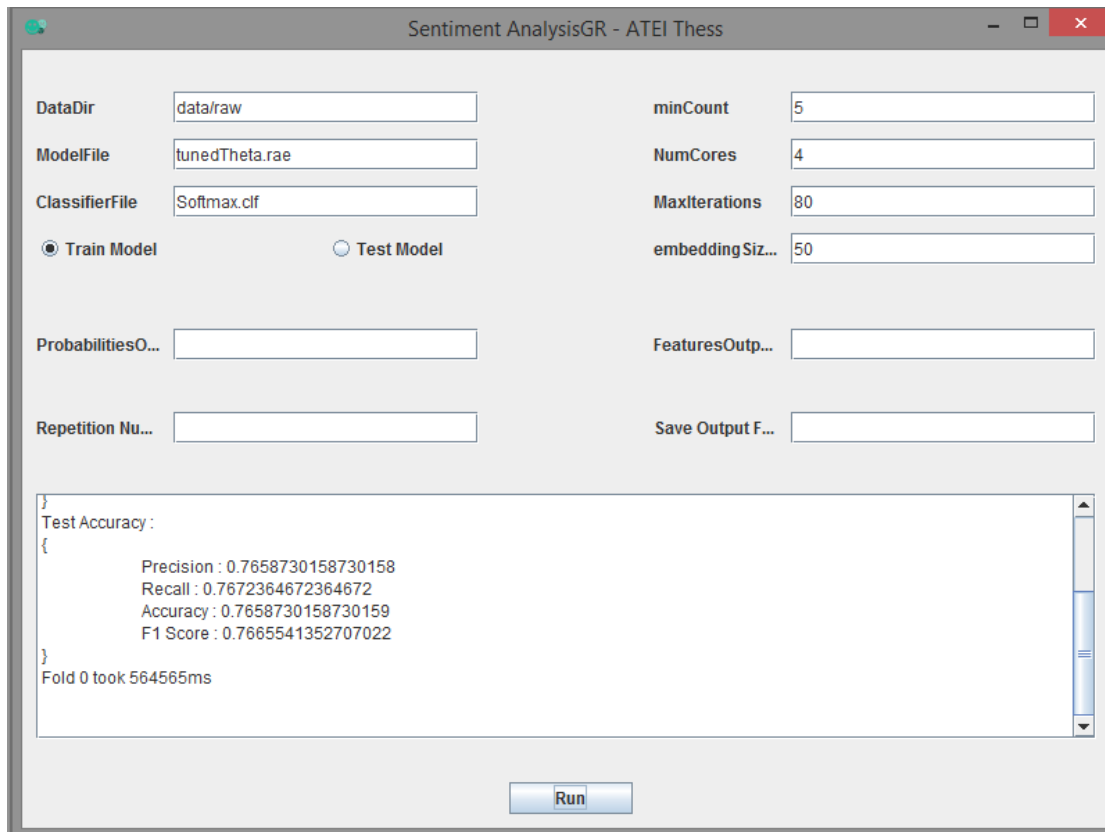 Sentiment AnalysisGR - ATEI Thess
DataDir data/raw minCount 5
ModelFile tunedTheta.rae NumCores 4
ClassifierFile Softmax.clf MaxIterations 80
Train Model Test Model embeddingSiz... 50
ProbabilitiesO... FeaturesOutp...
Repetition Nu... Save Output F...
}
Test Accuracy :
{
Precision : 0.7658730158730158
Recall : 0.7672364672364672
Accuracy : 0.7658730158730159
F1 Score : 0.7665541352707022
}
Fold 0 took 564565ms
Run